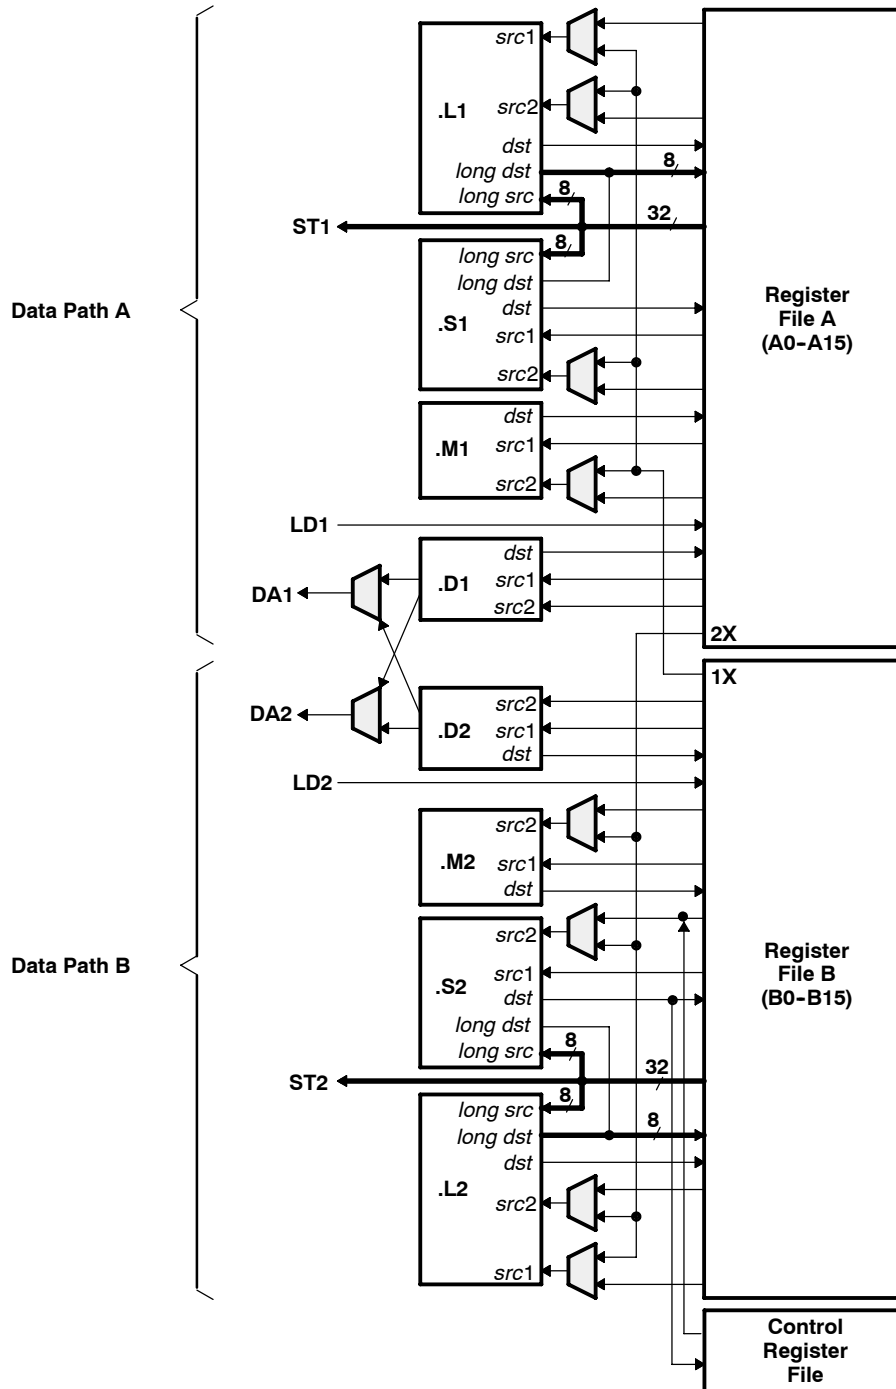 src1
.L1
src2
dst
long dst
8
long src
8
ST1
32
8
long src
long dst
dst
.S1
src1
src2
Data Path A
Register
File A
(A0-A15)
dst
.M1
src1
src2
LD1
dst
.D1
src1
src2
DA1
2X
1X
DA2
src2
.D2
src1
dst
LD2
src2
.M2
src1
dst
src2
.S2
src1
dst
long dst
long src
8
Data Path B
Register
File B
(B0-B15)
ST2
32
8
long src
long dst
8
dst
.L2
src2
src1
Control
Register
File